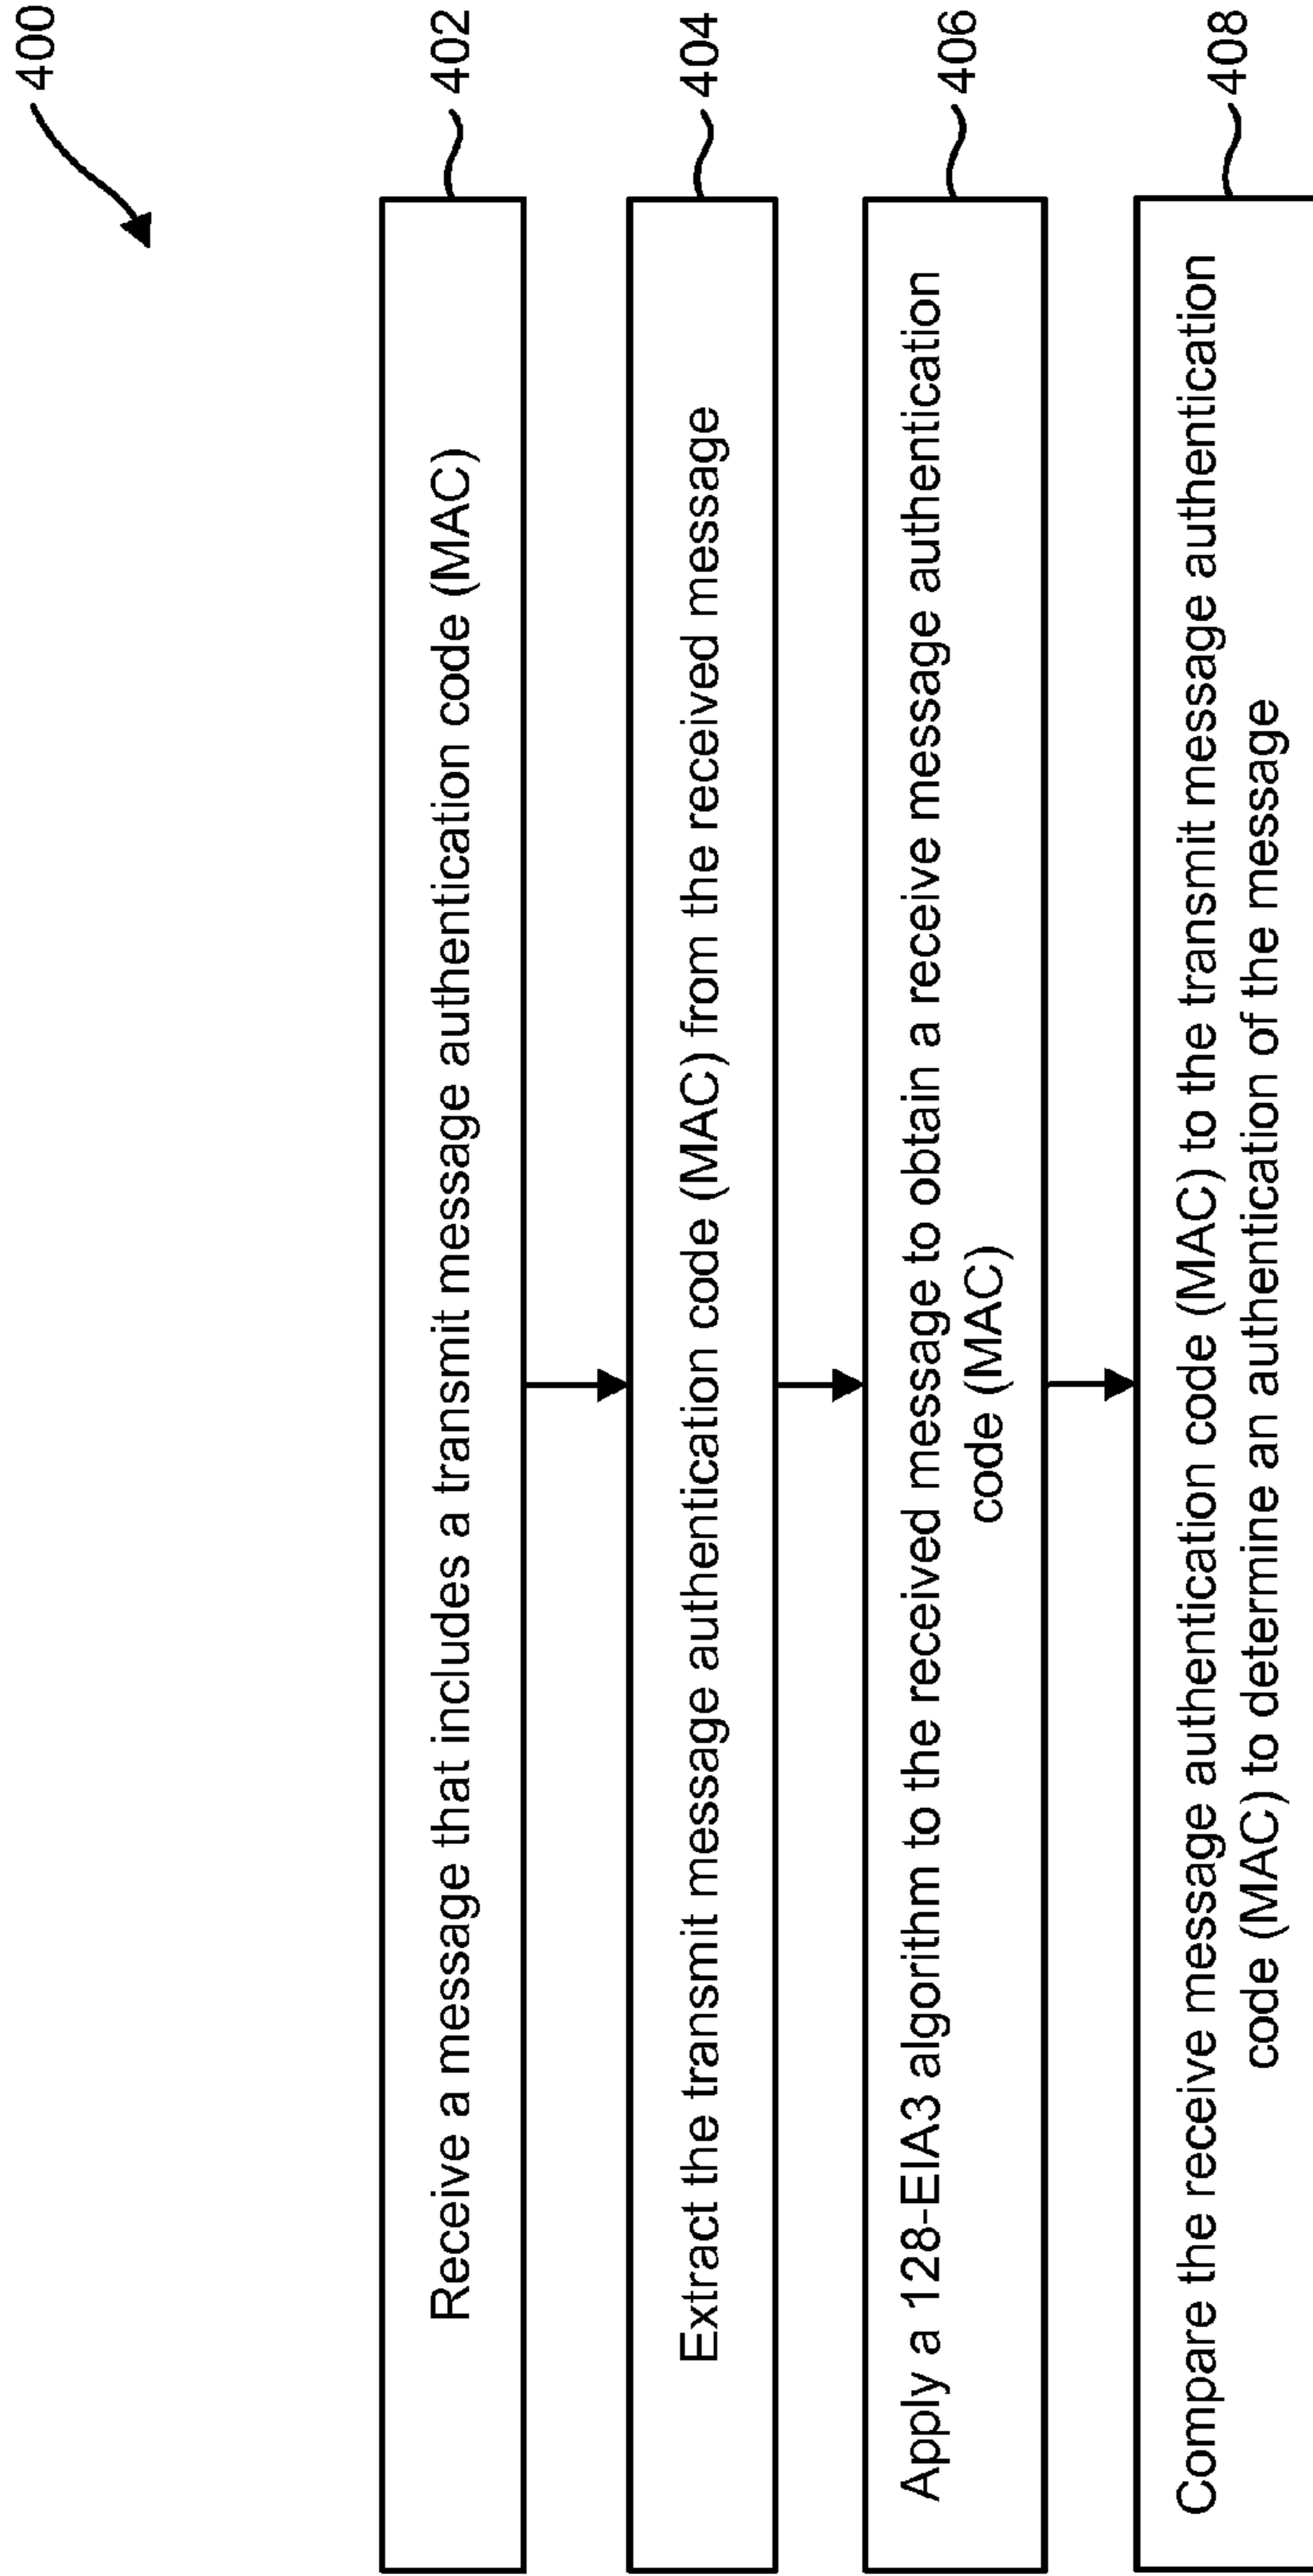 400
Receive a message that includes a transmit message authentication code (MAC)
402
Extract the transmit message authentication code (MAC) from the received message
404
Apply a 128-EIA3 algorithm to the received message to obtain a receive message authentication
code (MAC)
406
Compare the receive message authentication code (MAC) to the transmit message authentication
code (MAC) to determine an authentication of the message
408